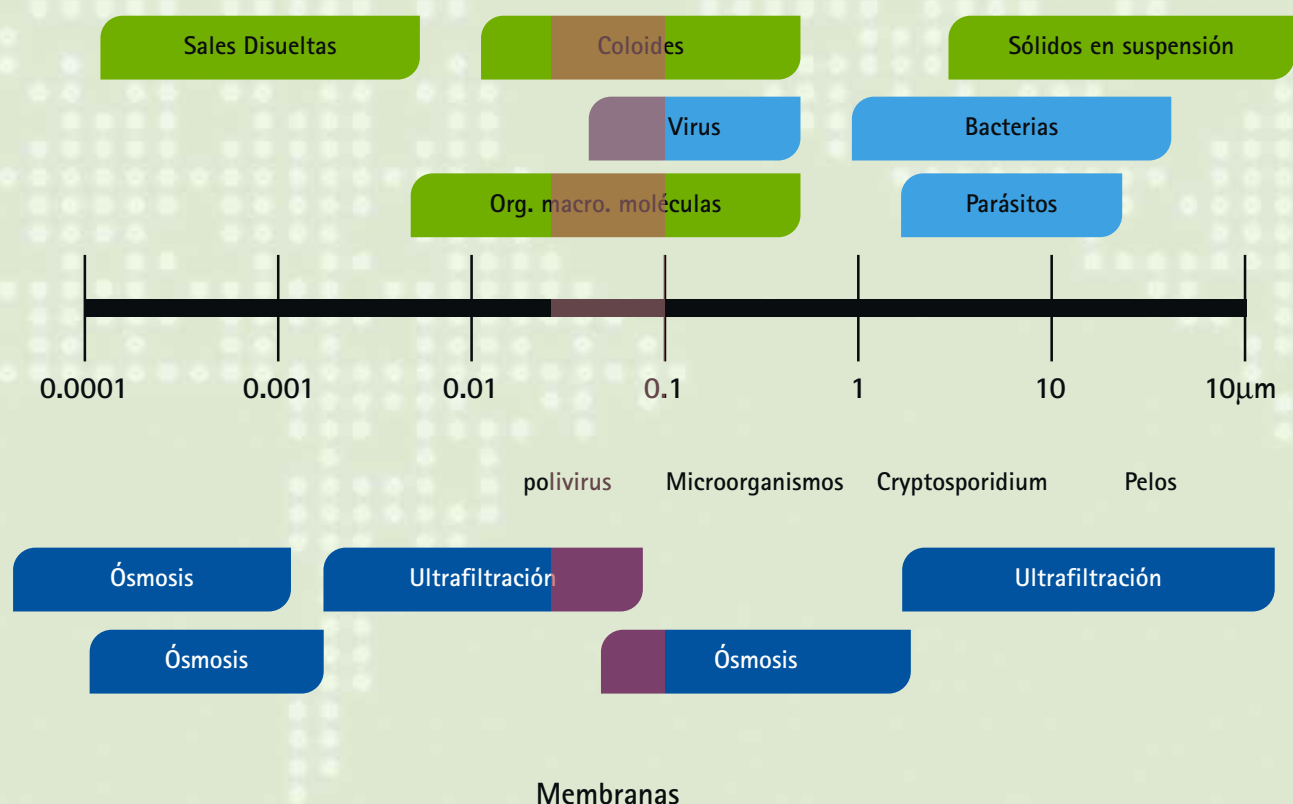 Sales Disueltas
Coloides
Sólidos en suspensión
Virus
Bacterias
Org. macro. moléculas
Parásitos
0.0001
0.001
0.01
0.1
1
10
10µm
polivirus
Microorganismos
Cryptosporidium
Pelos
Ósmosis
Ultrafiltración
Ultrafiltración
Ósmosis
Ósmosis
Membranas